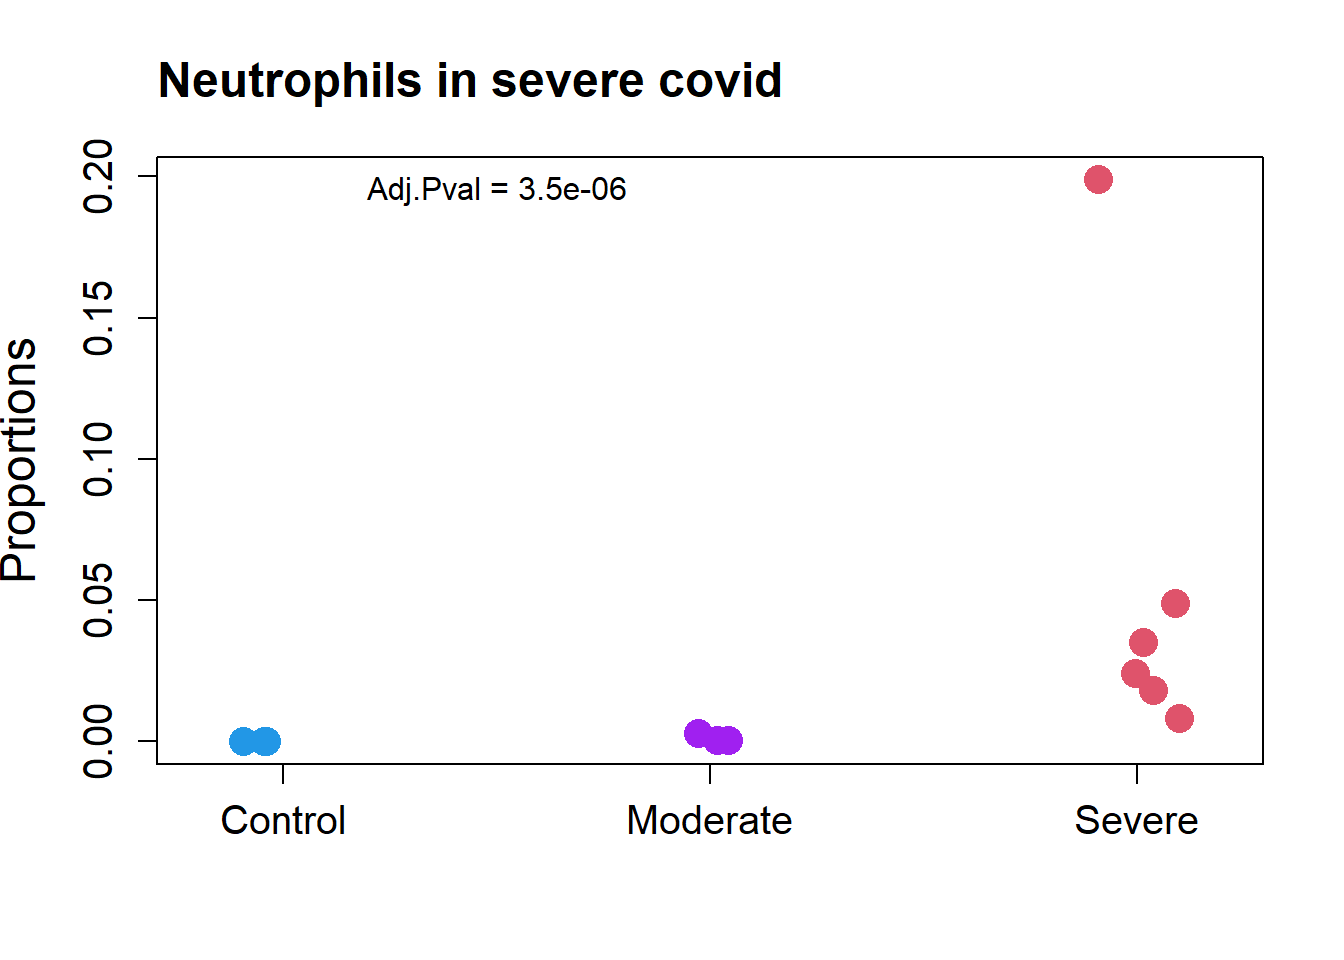 Neutrophils in severe covid
Adj.Pval = 3.5e-06
Proportions
0.20
0.15
0.10
0.05
0.00
Control Moderate Severe